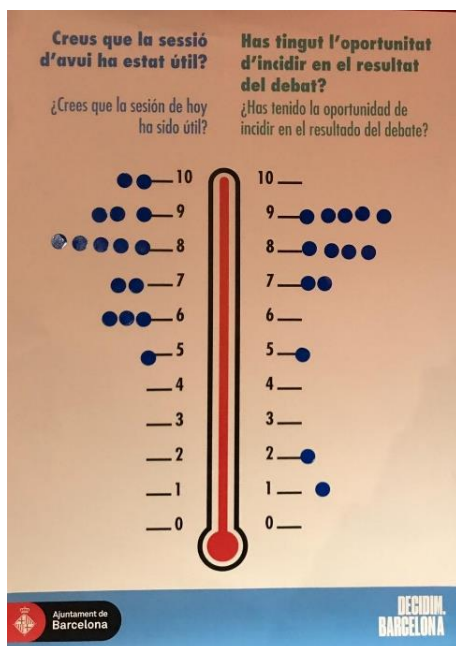 Creus que la sessió
d'avui ha estat útil?
¿Crees que la sesión de hoy
ha sido útil?
Has tingut l'oportunitat
d'incidir en el resultat
del debat?
¿Has tenido la oportunidad de
incidir en el resultado del debate?
10 10
9 9
8 8
7 7
6 6
5 5
4 4
3 3
2 2
1 1
0 0
Ajuntament de
Barcelona
DECIDIM.
BARCELONA